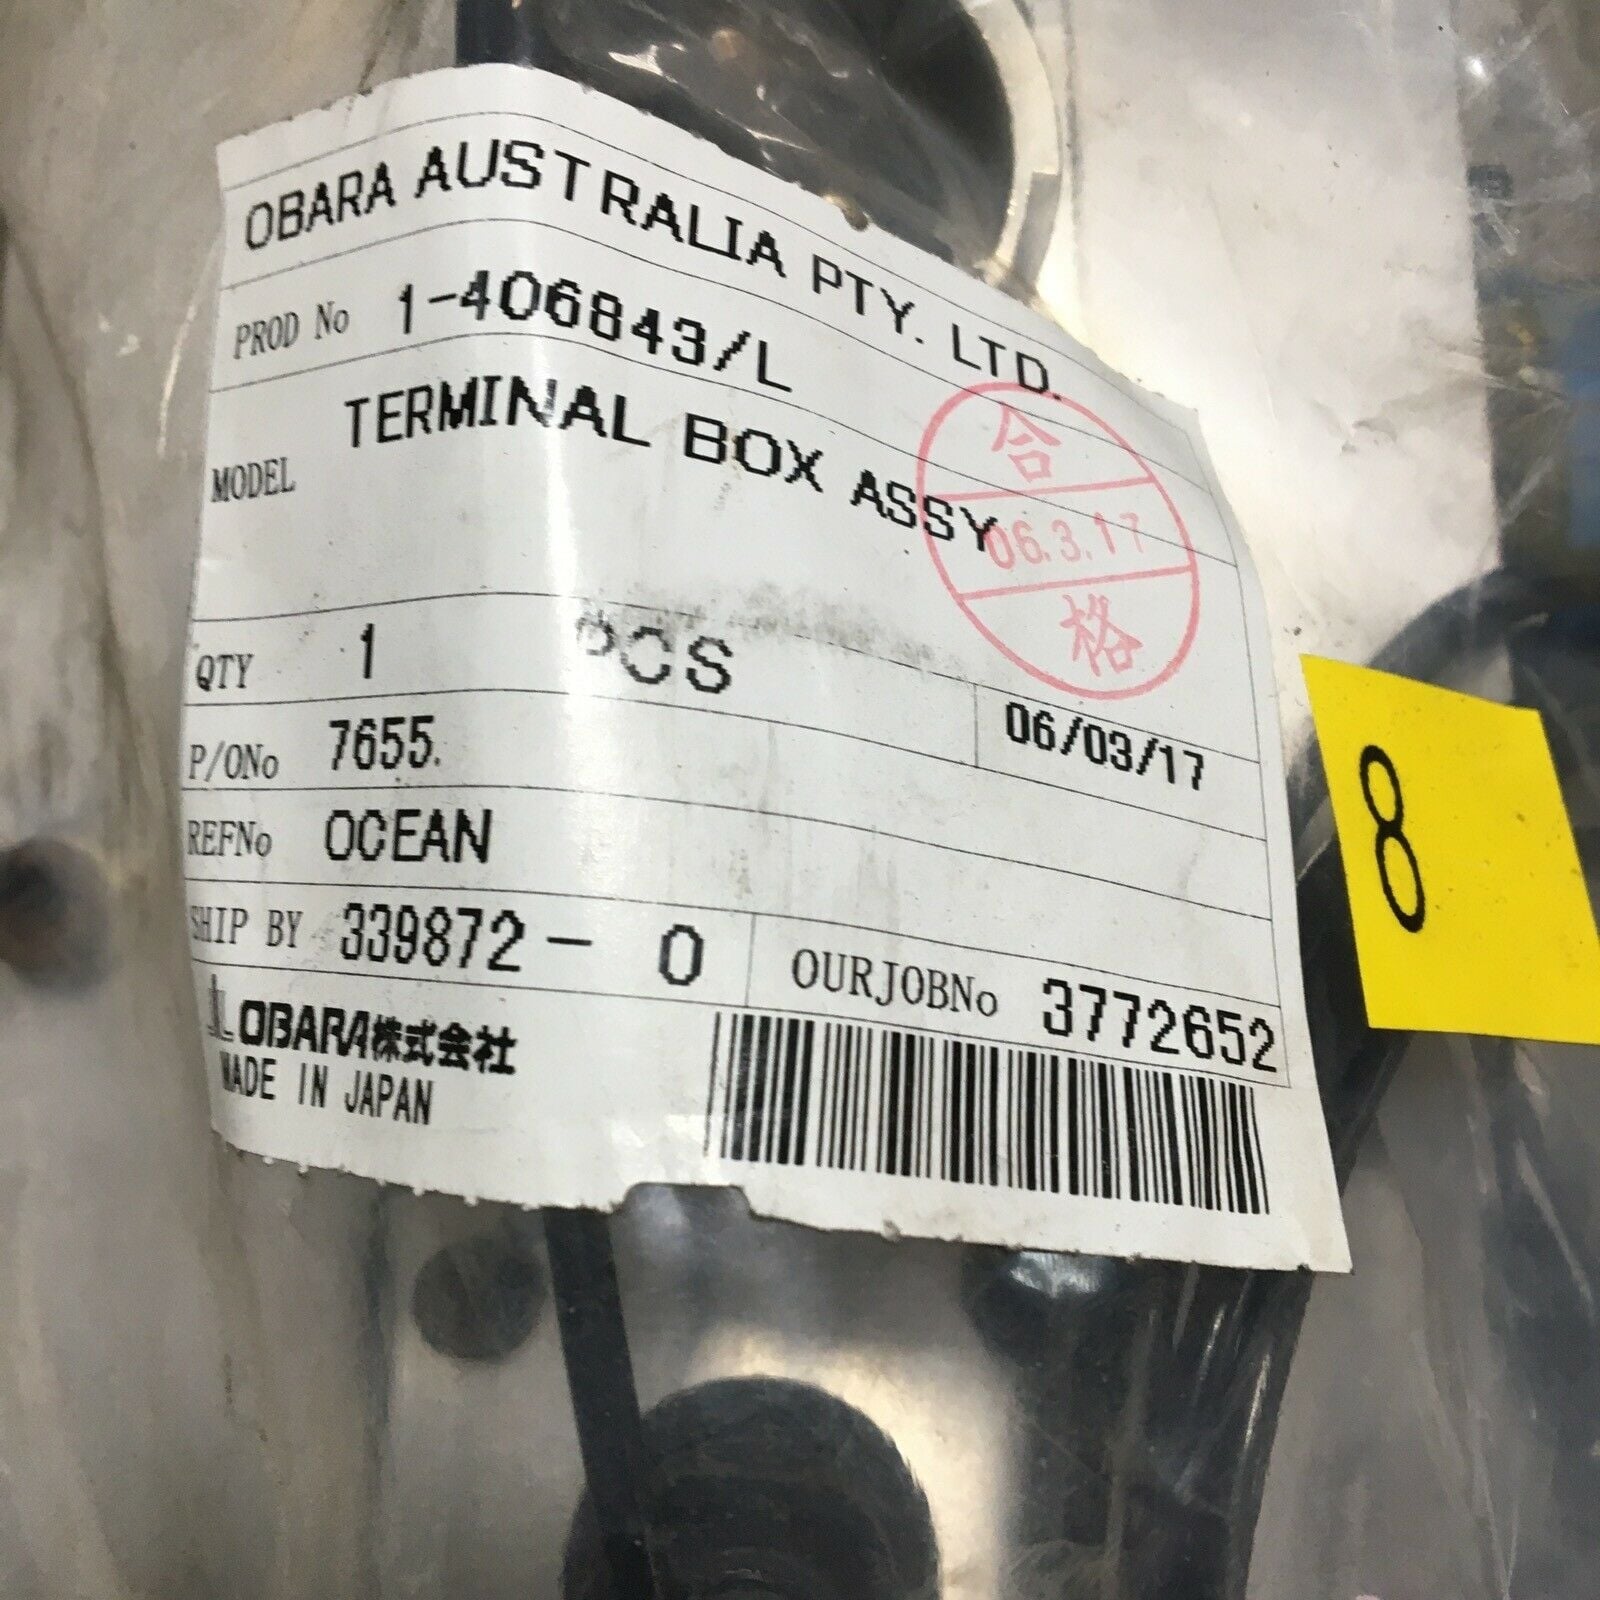 OBARA AUSTRALIA PTY. LTD.
PROD No 1-406843/L
MODEL TERMINAL BOX ASSY
合
06.3.17
格
QTY 1 PCS
06/03/17
P/ONo 7655.
REFNo OCEAN
SHIP BY 339872- 0 OURJOBNo 3772652
OBARA株式会社
MADE IN JAPAN
8